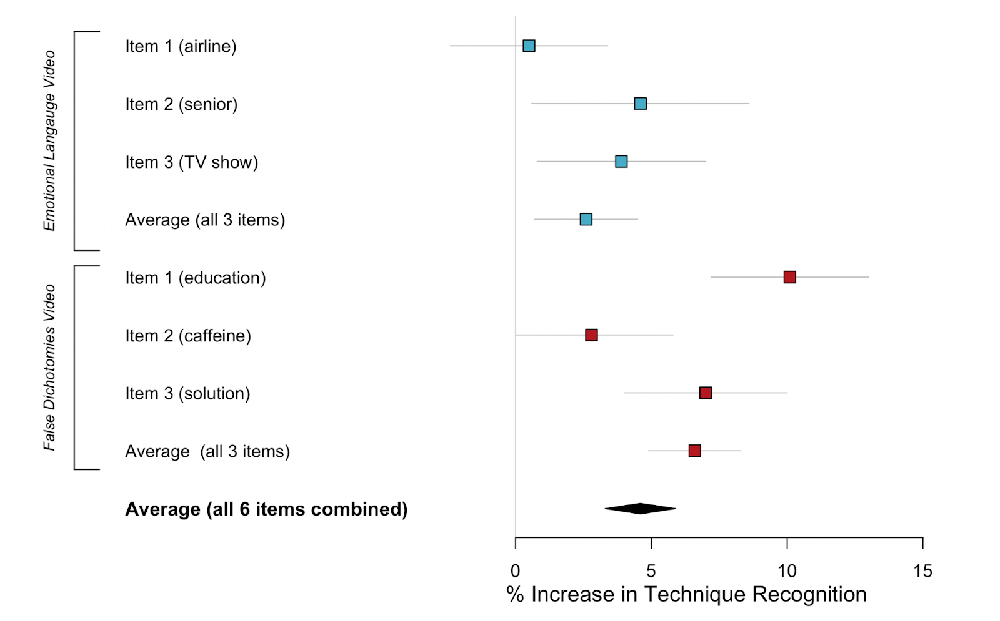 Emotional Langauge Video
Item 1 (airline)
Item 2 (senior)
Item 3 (TV show)
Average (all 3 items)
False Dichotomies Video
Item 1 (education)
Item 2 (caffeine)
Item 3 (solution)
Average  (all 3 items)
Average (all 6 items combined)
0 5 10 15
% Increase in Technique Recognition